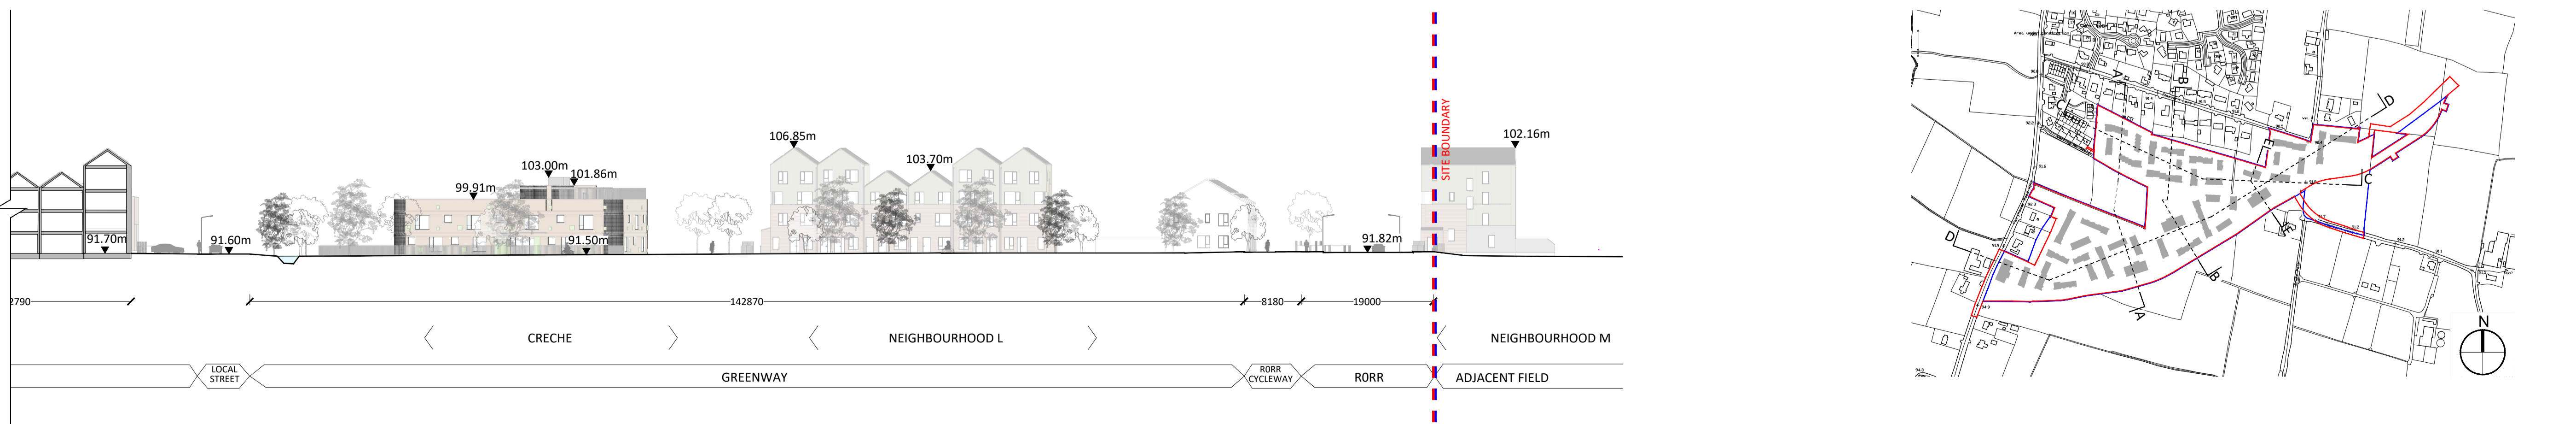 106.85m
103.70m
103.00m
101.86m
99.91m
102.16m
SITE BOUNDARY
91.70m
91.60m
91.50m
91.82m
2790
142870
8180
19000
CRECHE
NEIGHBOURHOOD L
NEIGHBOURHOOD M
LOCAL
STREET
GREENWAY
R0RR
CYCLEWAY
R0RR
ADJACENT FIELD
A
B
C
D
E
C
D
E
B
A
N